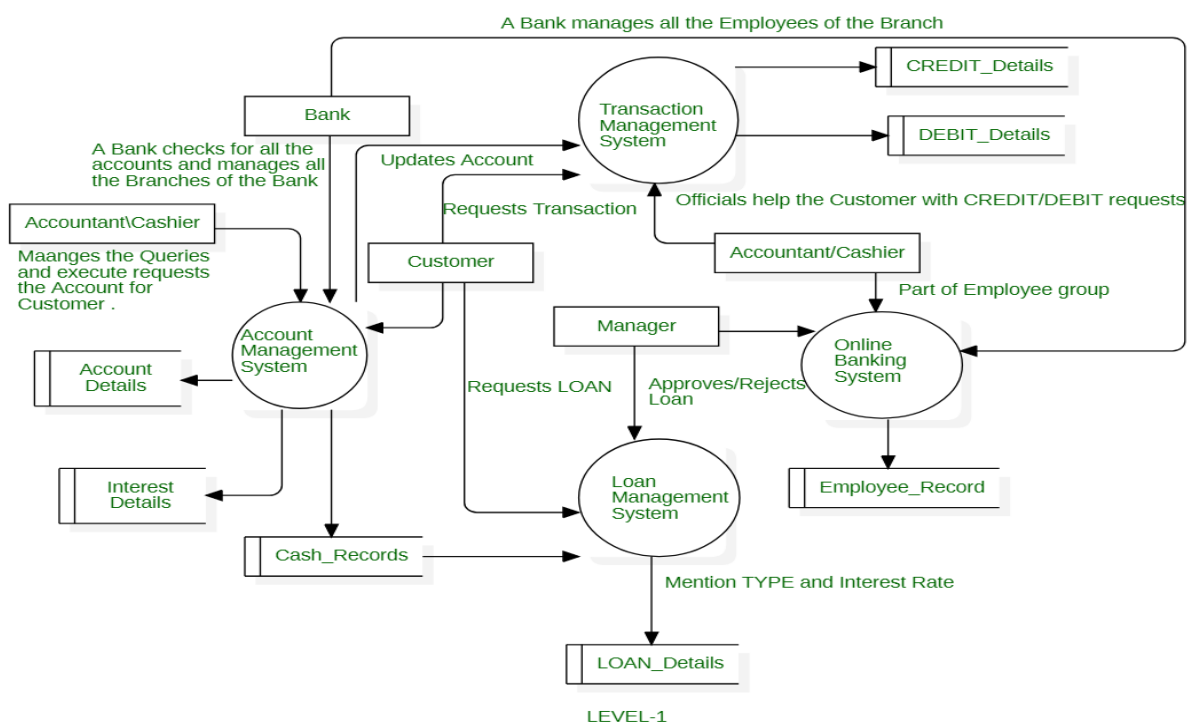 A Bank manages all the Employees of the Branch
CREDIT_Details
Transaction
Management
System
Bank
DEBIT_Details
A Bank checks for all the
accounts and manages all
the Branches of the Bank
Updates Account
Requests Transaction
Officials help the Customer with CREDIT/DEBIT requests
Accountant\Cashier
Maanges the Queries
and execute requests
the Account for
Customer .
Customer
Accountant/Cashier
Part of Employee group
Manager
Account
Management
System
Online
Banking
System
Account
Details
Requests LOAN
Approves/Rejects
Loan
Interest
Details
Loan
Management
System
Employee_Record
Cash_Records
Mention TYPE and Interest Rate
LOAN_Details
LEVEL-1